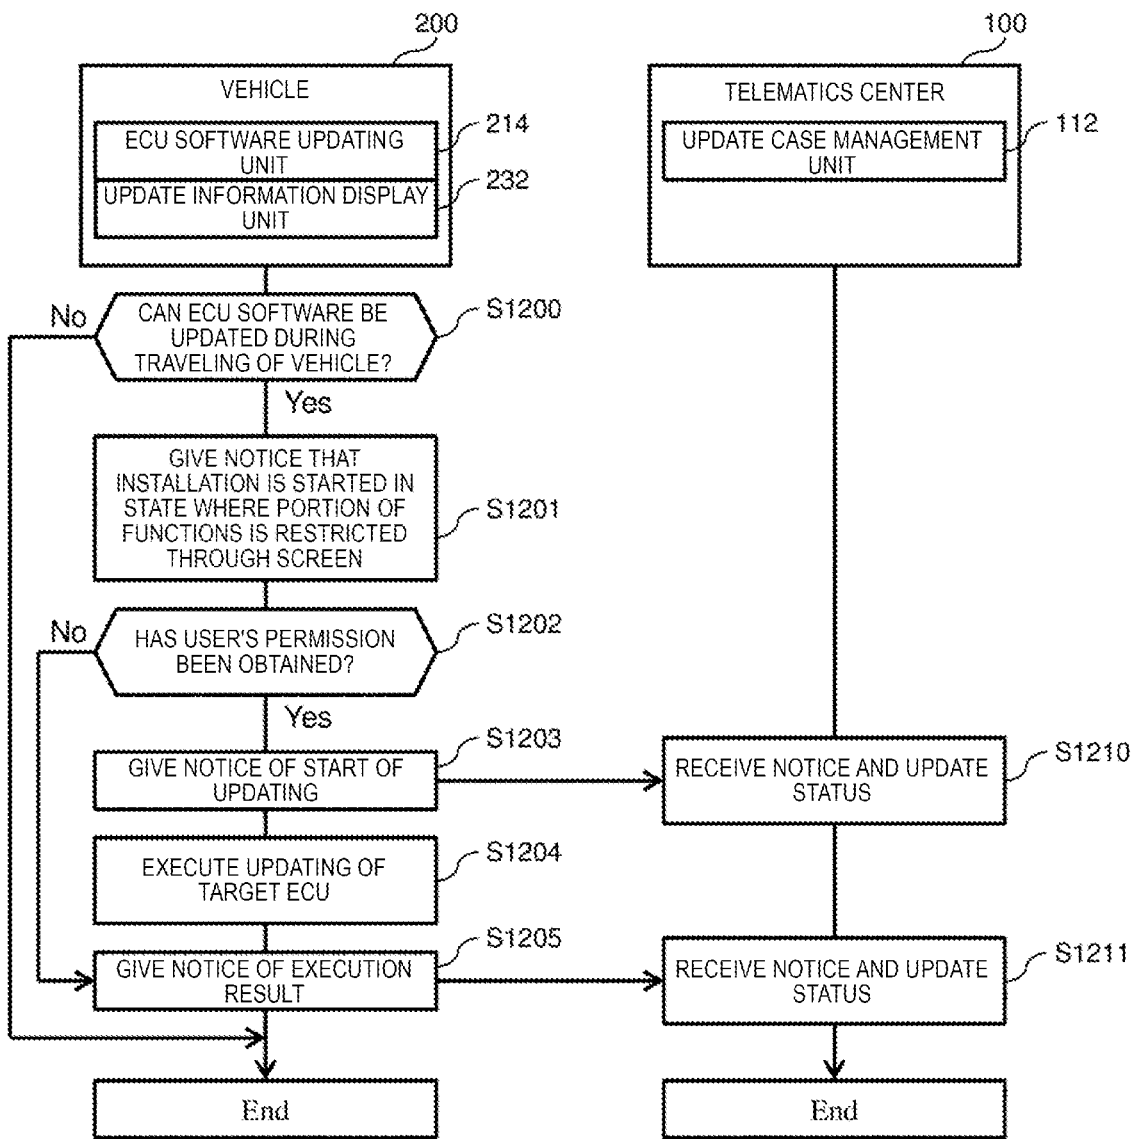 200
100
VEHICLE
TELEMATICS CENTER
ECU SOFTWARE UPDATING
UNIT
214
UPDATE CASE MANAGEMENT
UNIT
112
UPDATE INFORMATION DISPLAY
UNIT
232
No
CAN ECU SOFTWARE BE
UPDATED DURING
TRAVELING OF VEHICLE?
S1200
Yes
GIVE NOTICE THAT
INSTALLATION IS STARTED IN
STATE WHERE PORTION OF
FUNCTIONS IS RESTRICTED
THROUGH SCREEN
S1201
No
HAS USER'S PERMISSION
BEEN OBTAINED?
S1202
Yes
GIVE NOTICE OF START OF
UPDATING
S1203
RECEIVE NOTICE AND UPDATE
STATUS
S1210
EXECUTE UPDATING OF
TARGET ECU
S1204
GIVE NOTICE OF EXECUTION
RESULT
S1205
RECEIVE NOTICE AND UPDATE
STATUS
S1211
End
End